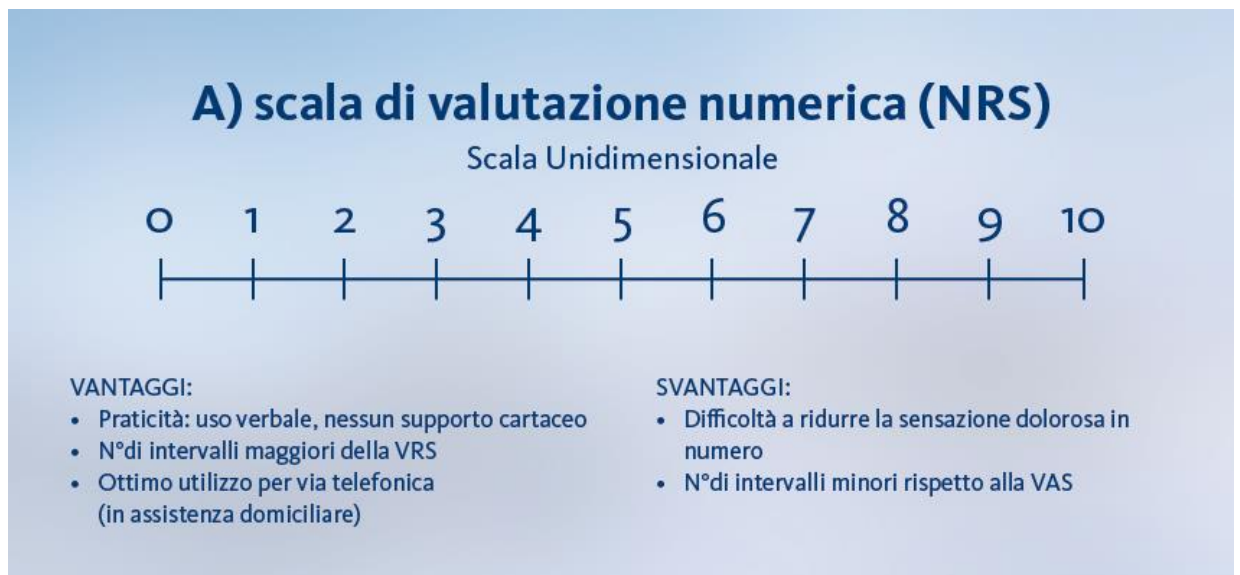 A) scala di valutazione numerica (NRS)
Scala Unidimensionale
0 1 2 3 4 5 6 7 8 9 10
VANTAGGI:
• Praticità: uso verbale, nessun supporto cartaceo
• N°di intervalli maggiori della VRS
• Ottimo utilizzo per via telefonica
(in assistenza domiciliare)
SVANTAGGI:
• Difficoltà a ridurre la sensazione dolorosa in
numero
• N°di intervalli minori rispetto alla VAS